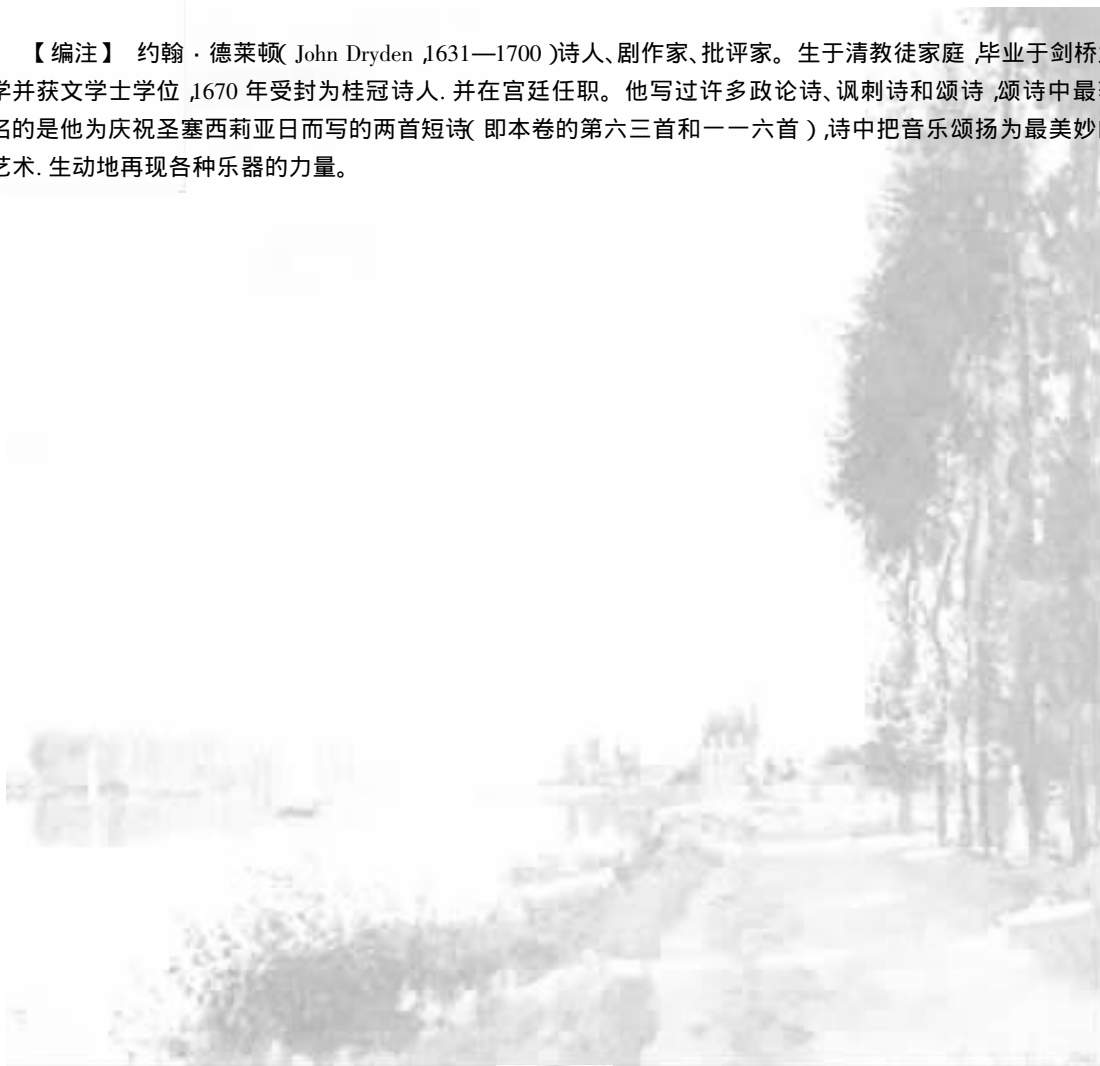 【编注】 约翰·德莱顿( John Dryden ,1631—1700 )诗人、剧作家、批评家。生于清教徒家庭 ,毕业于剑桥
学并获文学士学位 ,1670 年受封为桂冠诗人. 并在宫廷任职。他写过许多政论诗、讽刺诗和颂诗 ,颂诗中最
名的是他为庆祝圣塞西莉亚日而写的两首短诗( 即本卷的第六三首和一一六首 ) ,诗中把音乐颂扬为最美妙
艺术. 生动地再现各种乐器的力量。